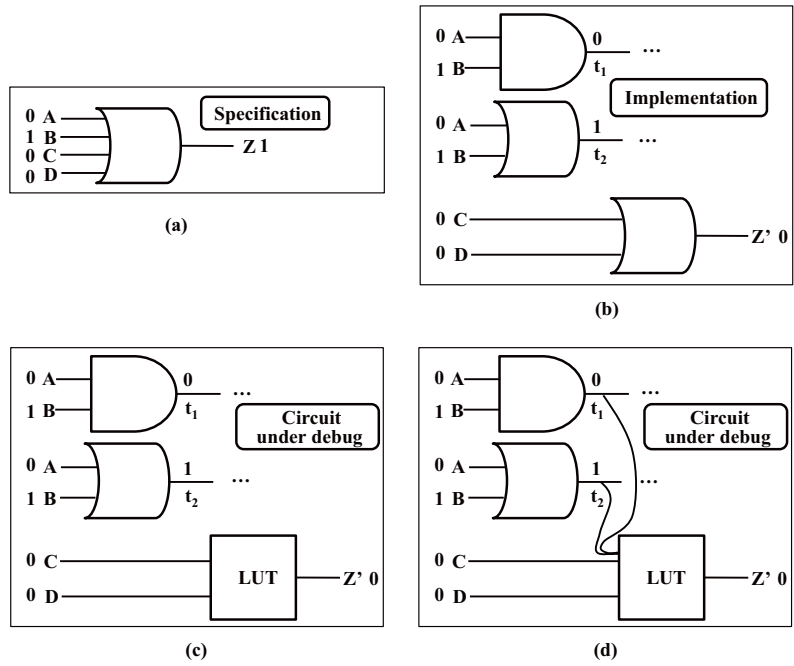 0 A
1 B
0 C
0 D
Specification
Z 1
(a)
0 A
1 B
0
t1
...
Implementation
0 A
1 B
1
t2
...
0 C
0 D
Z' 0
(b)
0 A
1 B
0
t1
...
Circuit
under debug
0 A
1 B
1
t2
...
0 C
0 D
LUT
Z' 0
(c)
0 A
1 B
0
t1
...
Circuit
under debug
0 A
1 B
1
t2
...
0 C
0 D
LUT
Z' 0
(d)